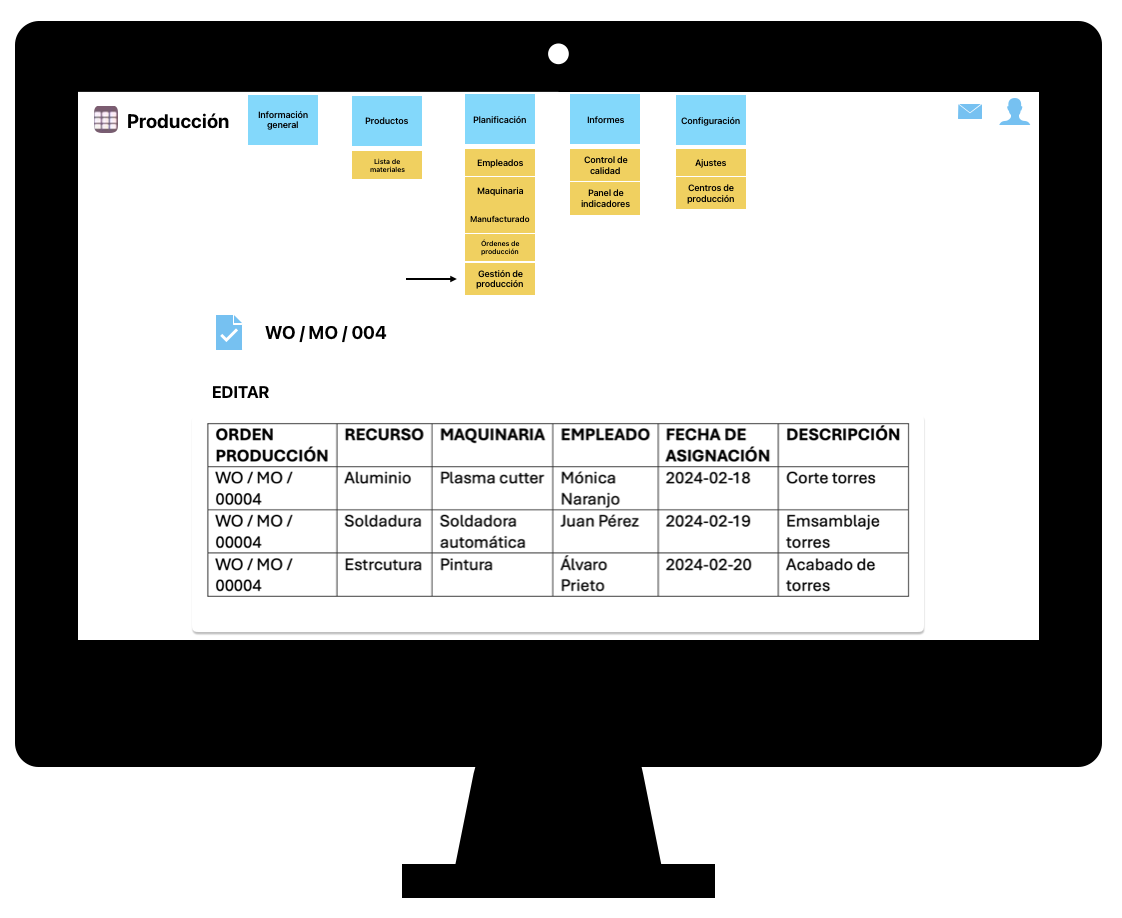 Producción
Información
general
Productos
Lista de
materiales
Planificación
Empleados
Maquinaria
Manufacturado
Órdenes de
producción
Gestión de
producción
Informes
Control de
calidad
Panel de
indicadores
Configuración
Ajustes
Centros de
producción
WO / MO / 004
EDITAR
ORDEN PRODUCCIÓN RECURSO MAQUINARIA EMPLEADO FECHA DE ASIGNACIÓN DESCRIPCIÓN
WO / MO / 00004 Aluminio Plasma cutter Mónica Naranjo 2024-02-18 Corte torres
WO / MO / 00004 Soldadura Soldadora automática Juan Pérez 2024-02-19 Emsamblaje torres
WO / MO / 00004 Estrcutura Pintura Álvaro Prieto 2024-02-20 Acabado de torres